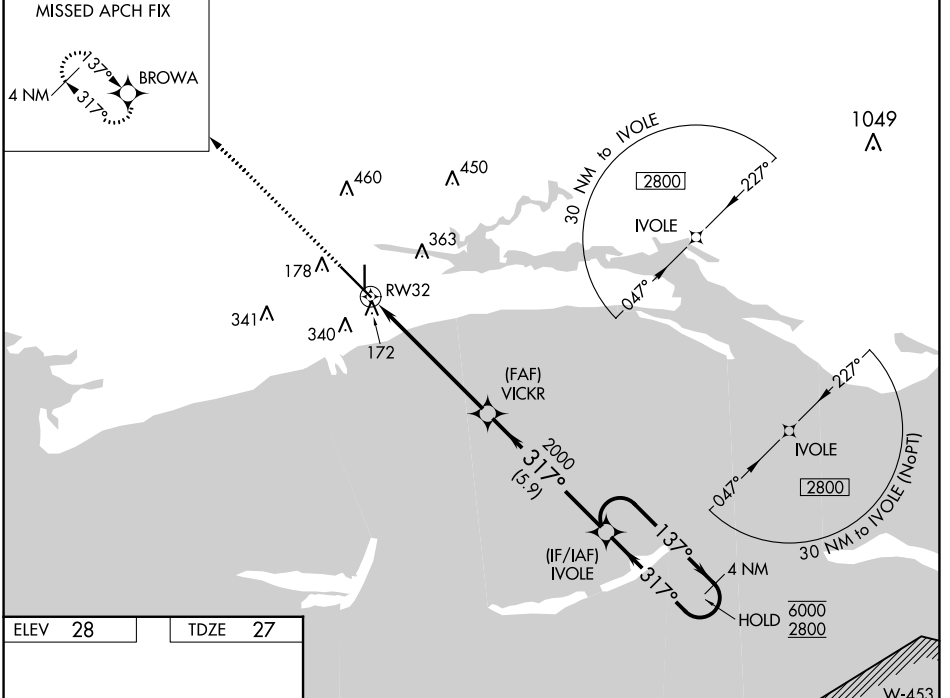 MISSED APCH FIX
137°
BROWA
4 NM
317°
1049
30 NM to IVOLE
460
450
2800
227°
IVOLE
363
178
047°
RW32
341
340
172
(FAF)
VICKR
227°
2000
317°
(5.9)
IVOLE
047°
2800
30 NM to IVOLE (NoPT)
137°
(IF/IAF)
IVOLE
4 NM
317°
HOLD 6000
2800
ELEV 28
TDZE 27
W-453